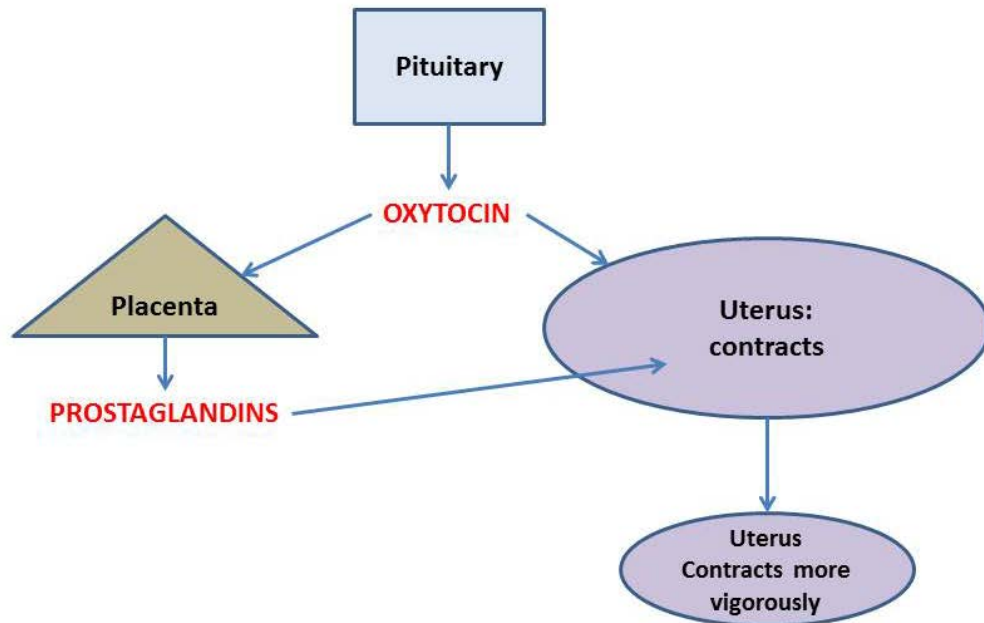 Pituitary
OXYTOCIN
Placenta
Uterus:
contracts
PROSTAGLANDINS
Uterus
Contracts more
vigorously